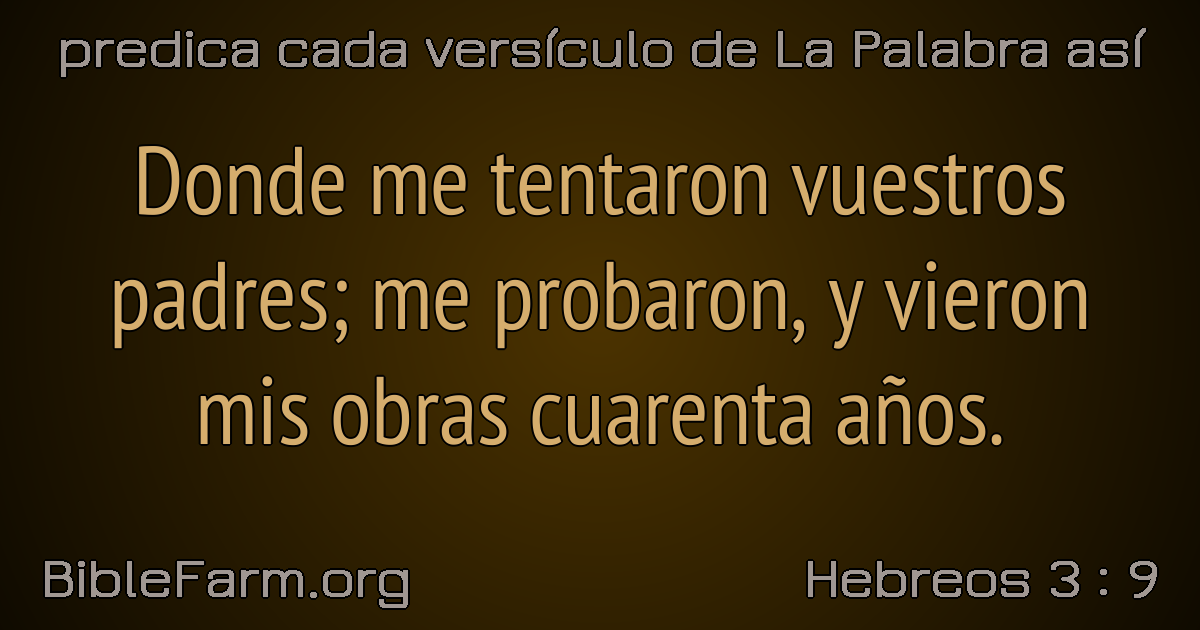 predica cada versículo de La Palabra así
Donde me tentaron vuestros
padres; me probaron, y vieron
mis obras cuarenta años.
BibleFarm.org
Hebreos 3 : 9